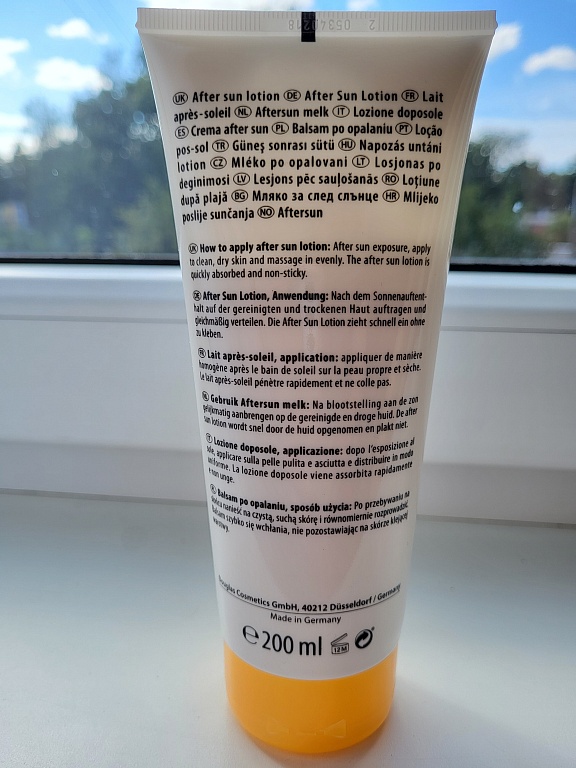 05340218 2
UK After sun lotion DE After Sun Lotion FR Lait
après-soleil NL Aftersun melk IT Lozione doposole
ES Crema after sun PL Balsam po opalaniu PT Loção
pos-sol TR Güneş sonrası sütü HU Napozás untáni
lotion CZ Mléko po opalovani LT Losjonas po
deginimosi LV Lesjons pēc sauļošanās RO Loţiune
după plajă BG Мляко за след слънце HR Mlijeko
poslije sunčanja NO Aftersun
UK How to apply after sun lotion: After sun exposure, apply
to clean, dry skin and massage in evenly. The after sun lotion is
quickly absorbed and non-sticky.
DE After Sun Lotion, Anwendung: Nach dem Sonnenauftent-
halt auf der gereinigten und trockenen Haut auftragen und
gleichmäßig verteilen. Die After Sun Lotion zieht schnell ein ohne
zu kleben.
FR Lait après-soleil, application: appliquer de manière
homogène après le bain de soleil sur la peau propre et sèche.
Le lait après-soleil pénètre rapidement et ne colle pas.
NL Gebruik Aftersun melk: Na blootstelling aan de zon
gelijkmatig aanbrengen op de gereinigde en droge huid. De after
sun lotion wordt snel door de huid opgenomen en plakt niet.
IT Lozione doposole, applicazione: dopo l'esposizione al
sole, applicare sulla pelle pulita e asciutta e distribuire in modo
uniforme. La lozione doposole viene assorbita rapidamente
e non unge.
PL Balsam po opalaniu, sposób użycia: Po przebywaniu na
słońcu nanieść na czystą, suchą skórę i równomiernie rozprowadzać.
Balsam szybko się wchłania, nie pozostawiając na skórze klejącej
warstwy.
Douglas Cosmetics GmbH, 40212 Düsseldorf / Germany
Made in Germany
℮ 200 ml 12 M